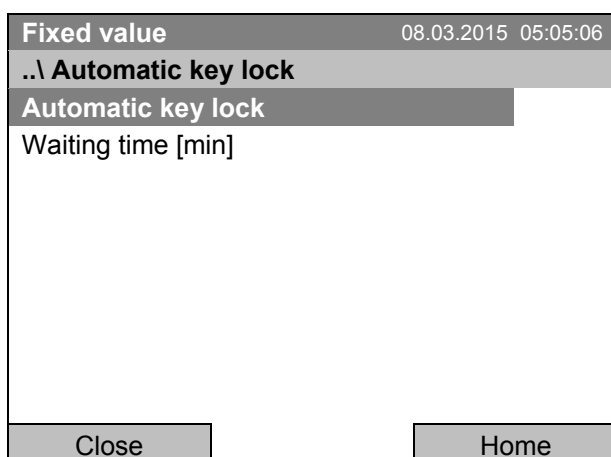 Fixed value 08.03.2015 05:05:06
..\ Automatic key lock
Automatic key lock
Waiting time [min]
Close Home